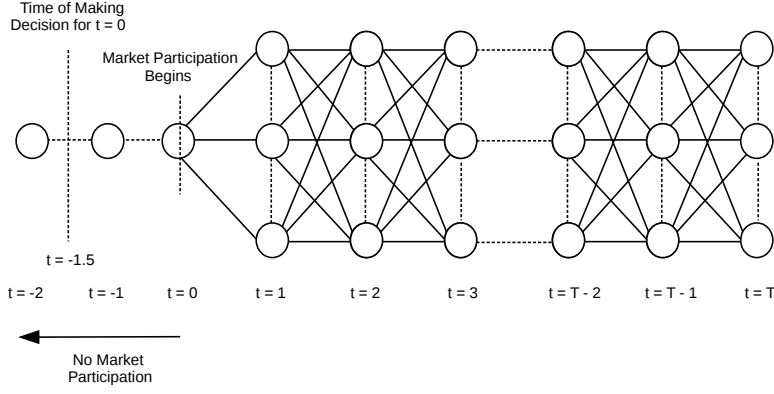 Time of Making
Decision for t = 0
Market Participation
Begins
t = -1.5
t = -2
t = -1
t = 0
t = 1
t = 2
t = 3
t = T - 2
t = T - 1
t = T
No Market
Participation